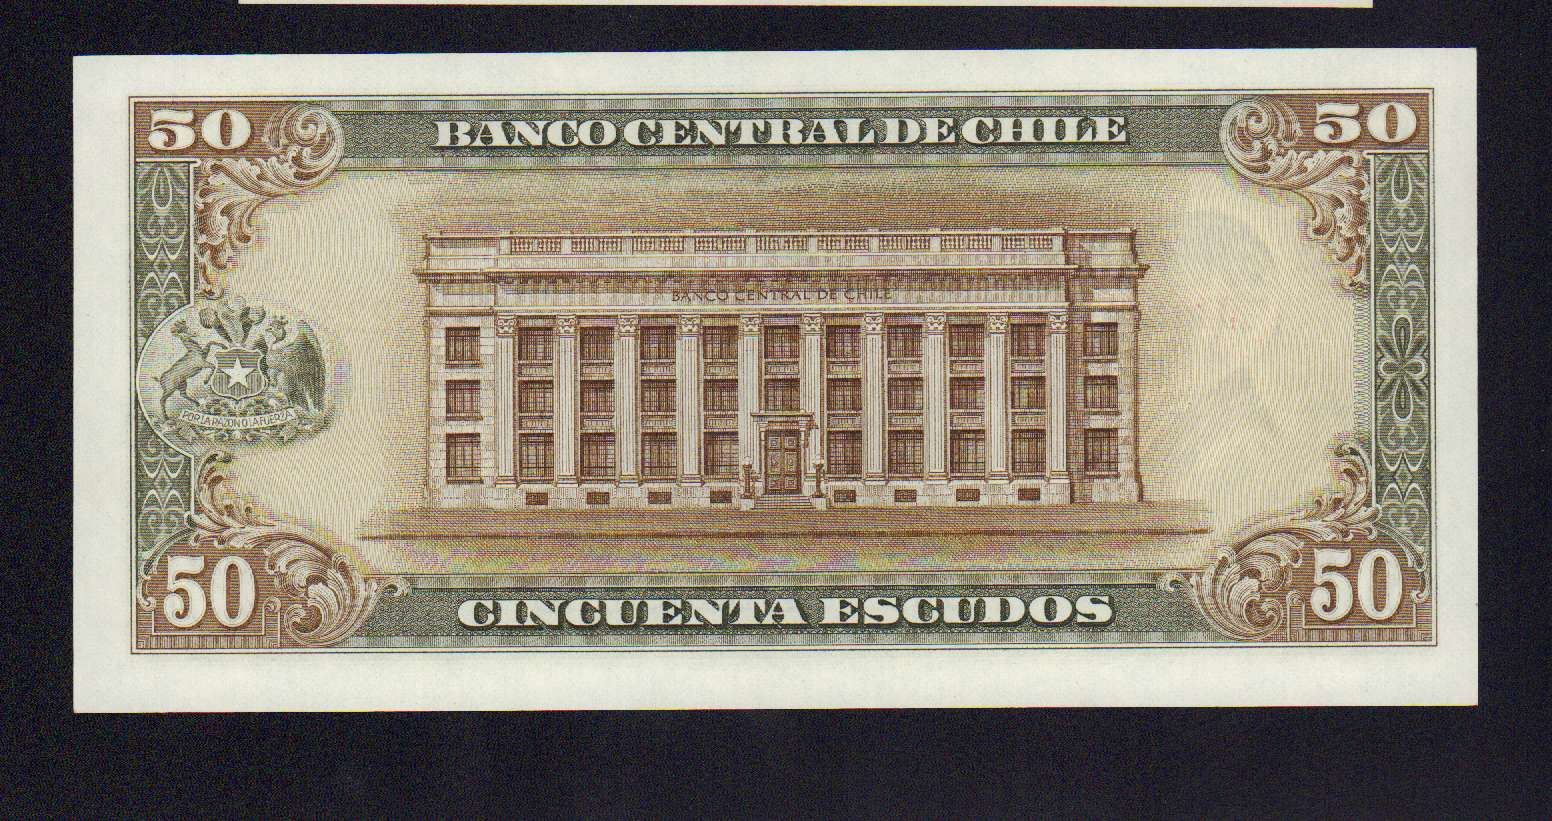 50 BANCO CENTRAL DE CHILE 50
BANCO CENTRAL DE CHILE
POR LA RAZON O LA FUERZA
50 CINCUENTA ESCUDOS 50